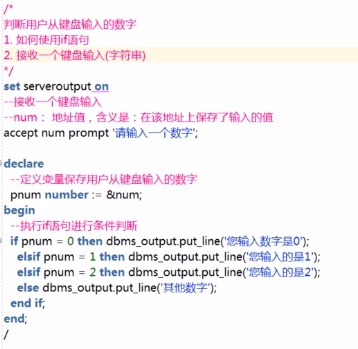 /*
判断用户从键盘输入的数字
1. 如何使用if语句
2. 接收一个键盘输入(字符串)
*/
set serveroutput on
--接收一个键盘输入
--num： 地址值，含义是：在该地址上保存了输入的值
accept num prompt '请输入一个数字';
declare
--定义变量保存用户从键盘输入的数字
pnum number := &num;
begin
--执行if语句进行条件判断
if pnum = 0 then dbms_output.put_line('您输入数字是0');
elsif pnum = 1 then dbms_output.put_line('您输入的是1');
elsif pnum = 2 then dbms_output.put_line('您输入的是2');
else dbms_output.put_line('其他数字');
end if;
end;
/